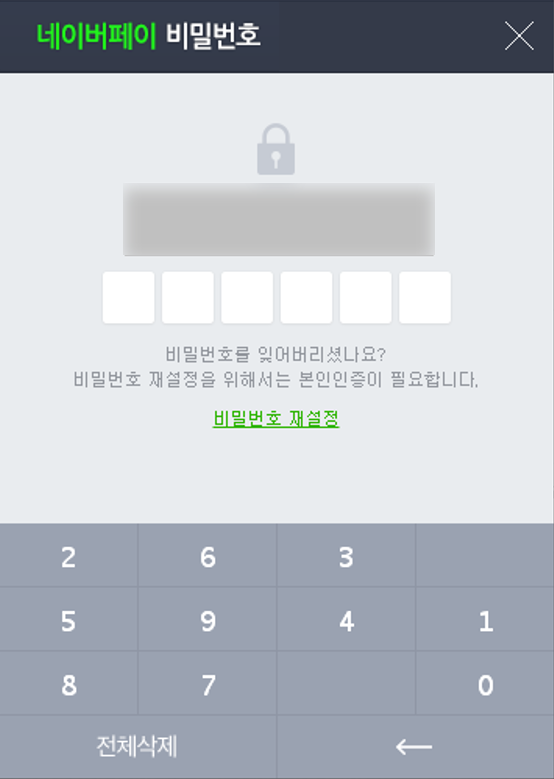 네이버페이 비밀번호
비밀번호를 잊어버리셨나요?
비밀번호 재설정을 위해서는 본인인증이 필요합니다.
비밀번호 재설정
2 6 3
5 9 4 1
8 7 0
전체삭제 ←